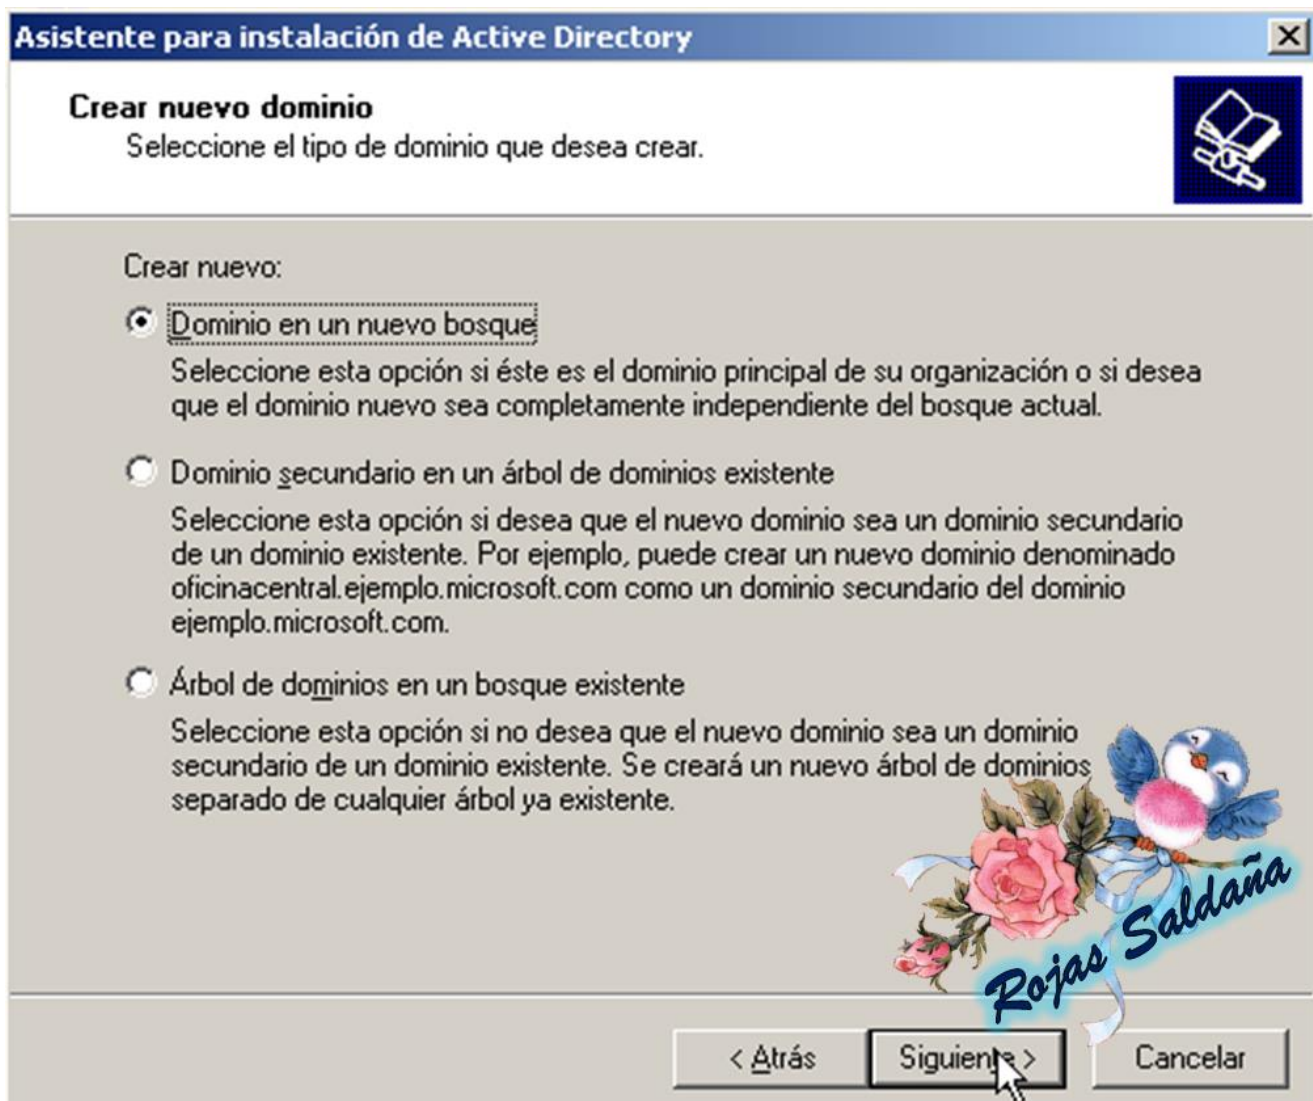 Asistente para instalación de Active Directory
Crear nuevo dominio
Seleccione el tipo de dominio que desea crear.
Crear nuevo:
Dominio en un nuevo bosque
Seleccione esta opción si éste es el dominio principal de su organización o si desea
que el dominio nuevo sea completamente independiente del bosque actual.
Dominio secundario en un árbol de dominios existente
Seleccione esta opción si desea que el nuevo dominio sea un dominio secundario
de un dominio existente. Por ejemplo, puede crear un nuevo dominio denominado
oficinacentral.ejemplo.microsoft.com como un dominio secundario del dominio
ejemplo.microsoft.com.
Árbol de dominios en un bosque existente
Seleccione esta opción si no desea que el nuevo dominio sea un dominio
secundario de un dominio existente. Se creará un nuevo árbol de dominios
separado de cualquier árbol ya existente.
Rojas Saldaña
< Atrás Siguiente > Cancelar